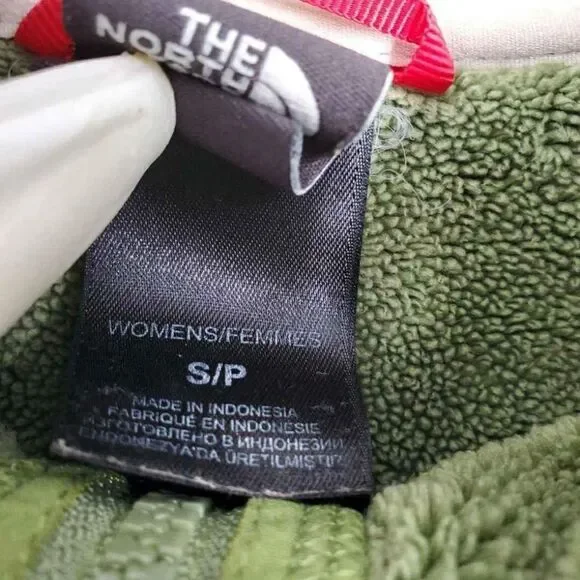 THE
NORTH
WOMENS/FEMMES
S/P
MADE IN INDONESIA
FABRIQUÉ EN INDONESIE
ИЗГОТОВЛЕНО В ИНДОНЕЗИИ
ENDONEZYA'DA ÜRETILMIŞTIR